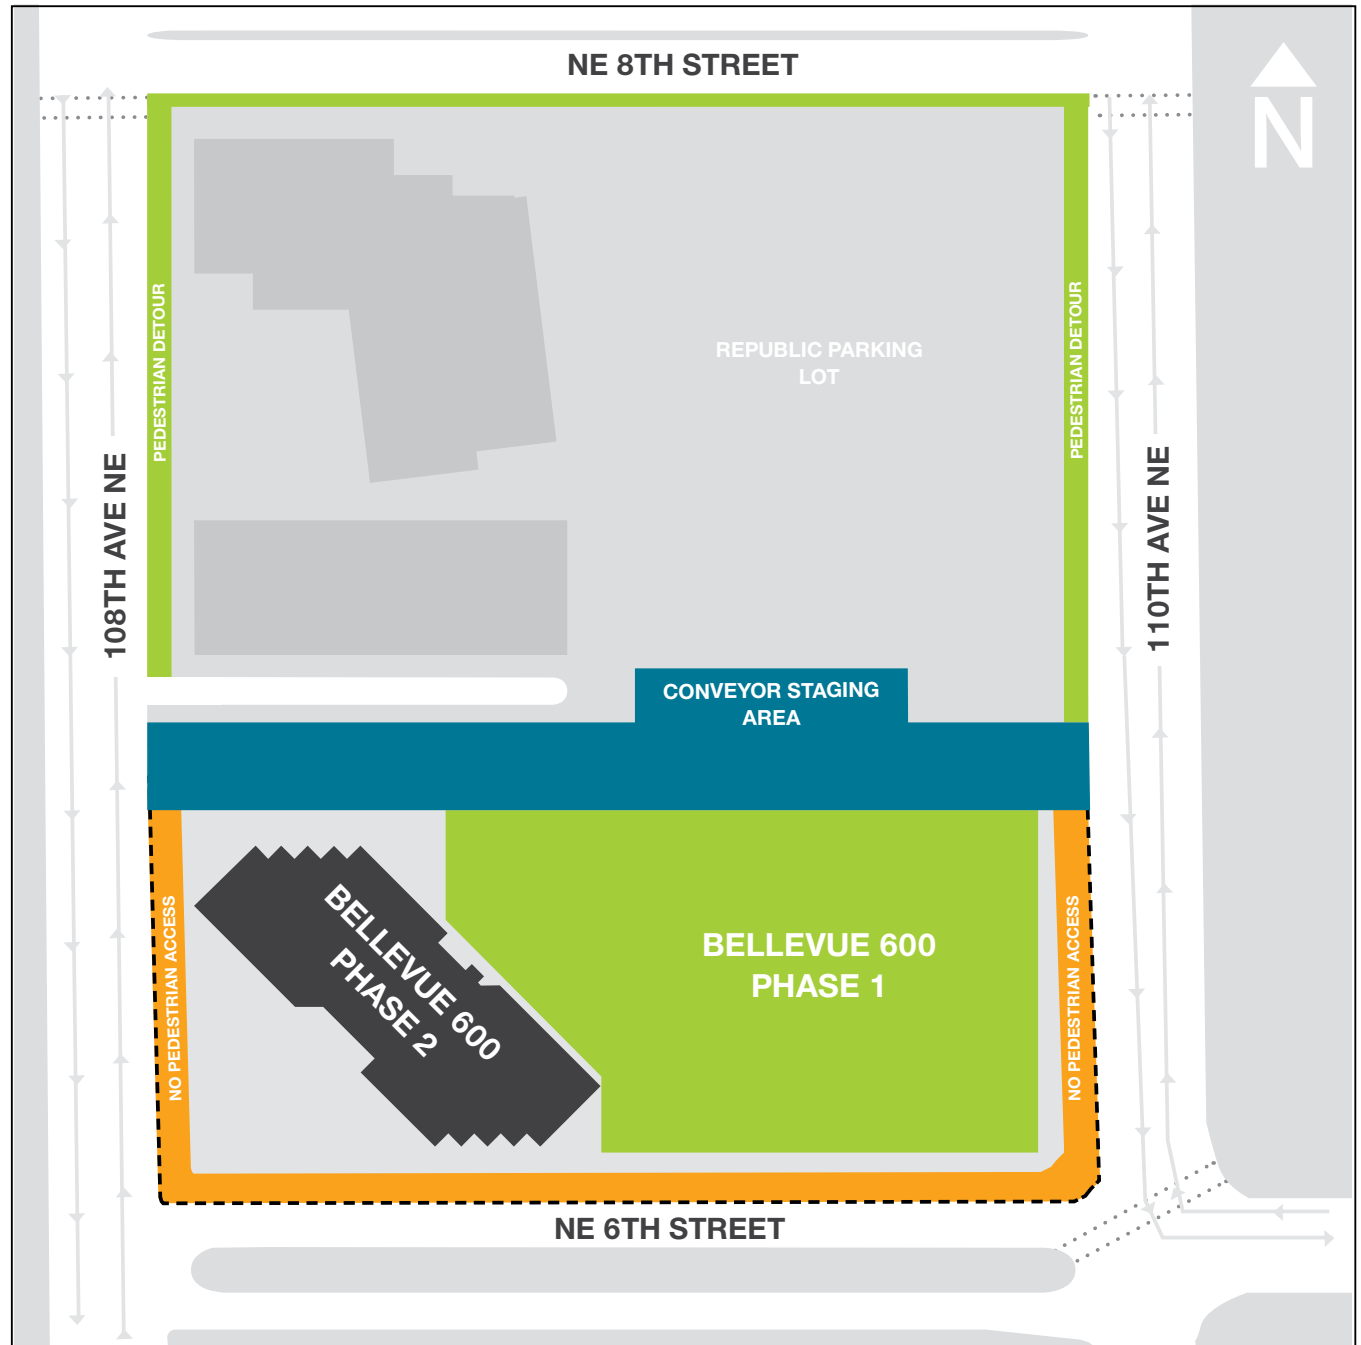 NE 8TH STREET
N
PEDESTRIAN DETOUR
PEDESTRIAN DETOUR
REPUBLIC PARKING
LOT
108TH AVE NE
110TH AVE NE
CONVEYOR STAGING
AREA
NO PEDESTRIAN ACCESS
BELLEVUE 600
PHASE 2
BELLEVUE 600
PHASE 1
NO PEDESTRIAN ACCESS
NE 6TH STREET